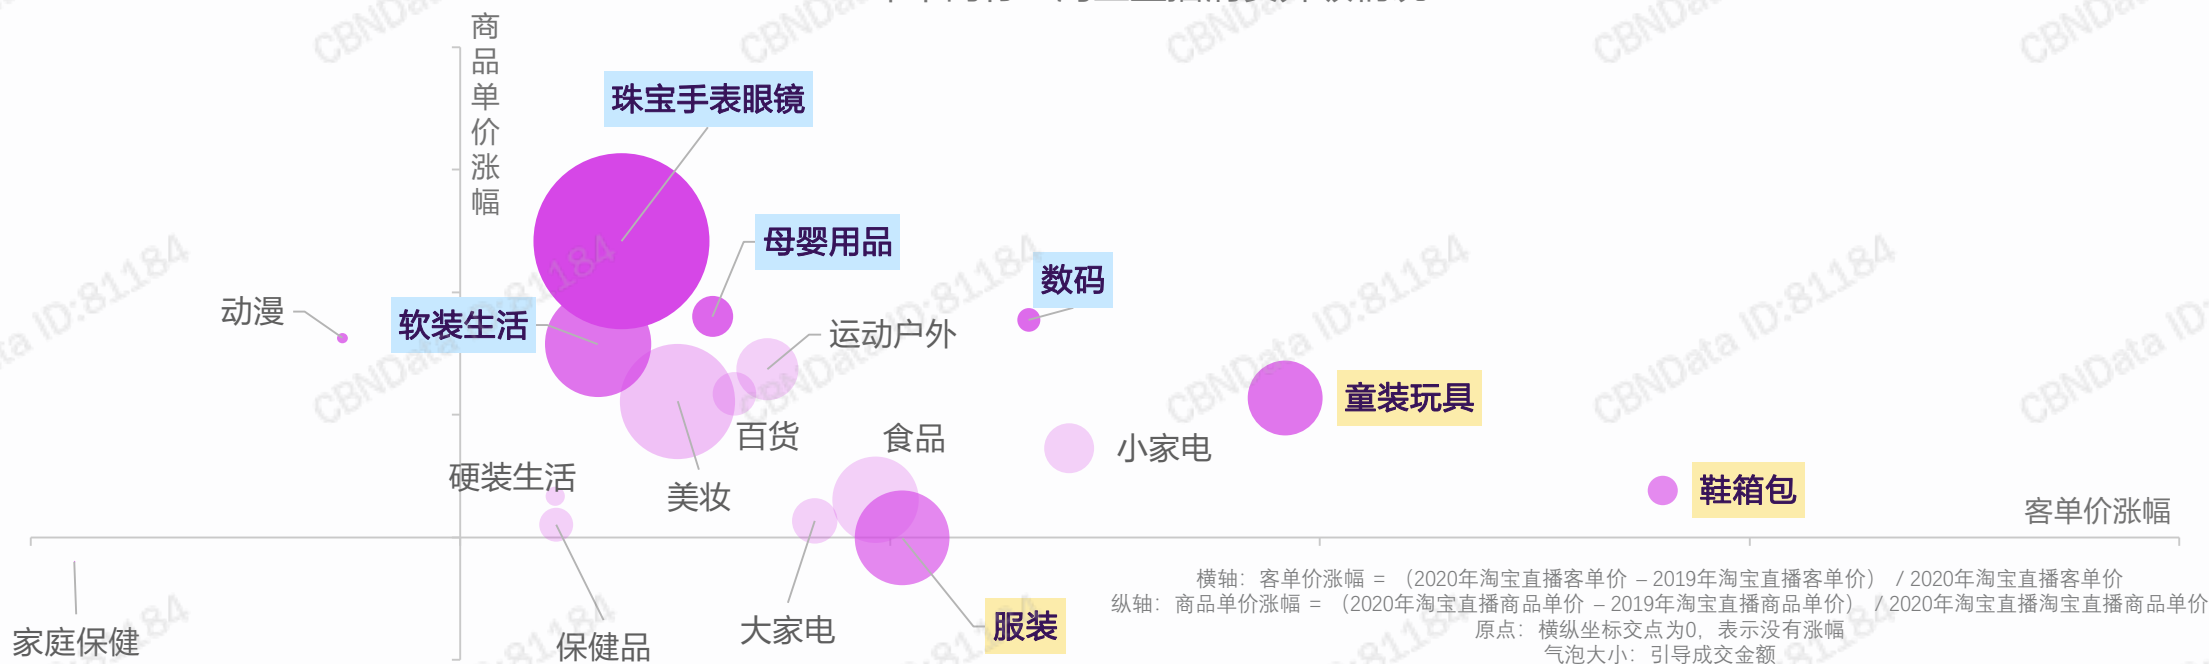 商品单价涨幅
珠宝手表眼镜
母婴用品
数码
动漫
软装生活
运动户外
童装玩具
百货
食品
小家电
硬装生活
美妆
鞋箱包
客单价涨幅
横轴：客单价涨幅 = （2020年淘宝直播客单价 – 2019年淘宝直播客单价） / 2020年淘宝直播客单价
纵轴：商品单价涨幅 = （2020年淘宝直播商品单价 – 2019年淘宝直播商品单价） / 2020年淘宝直播淘宝直播商品单价
家庭保健
保健品
大家电
服装
原点：横纵坐标交点为0，表示没有涨幅
气泡大小：引导成交金额
CBNData ID:81184